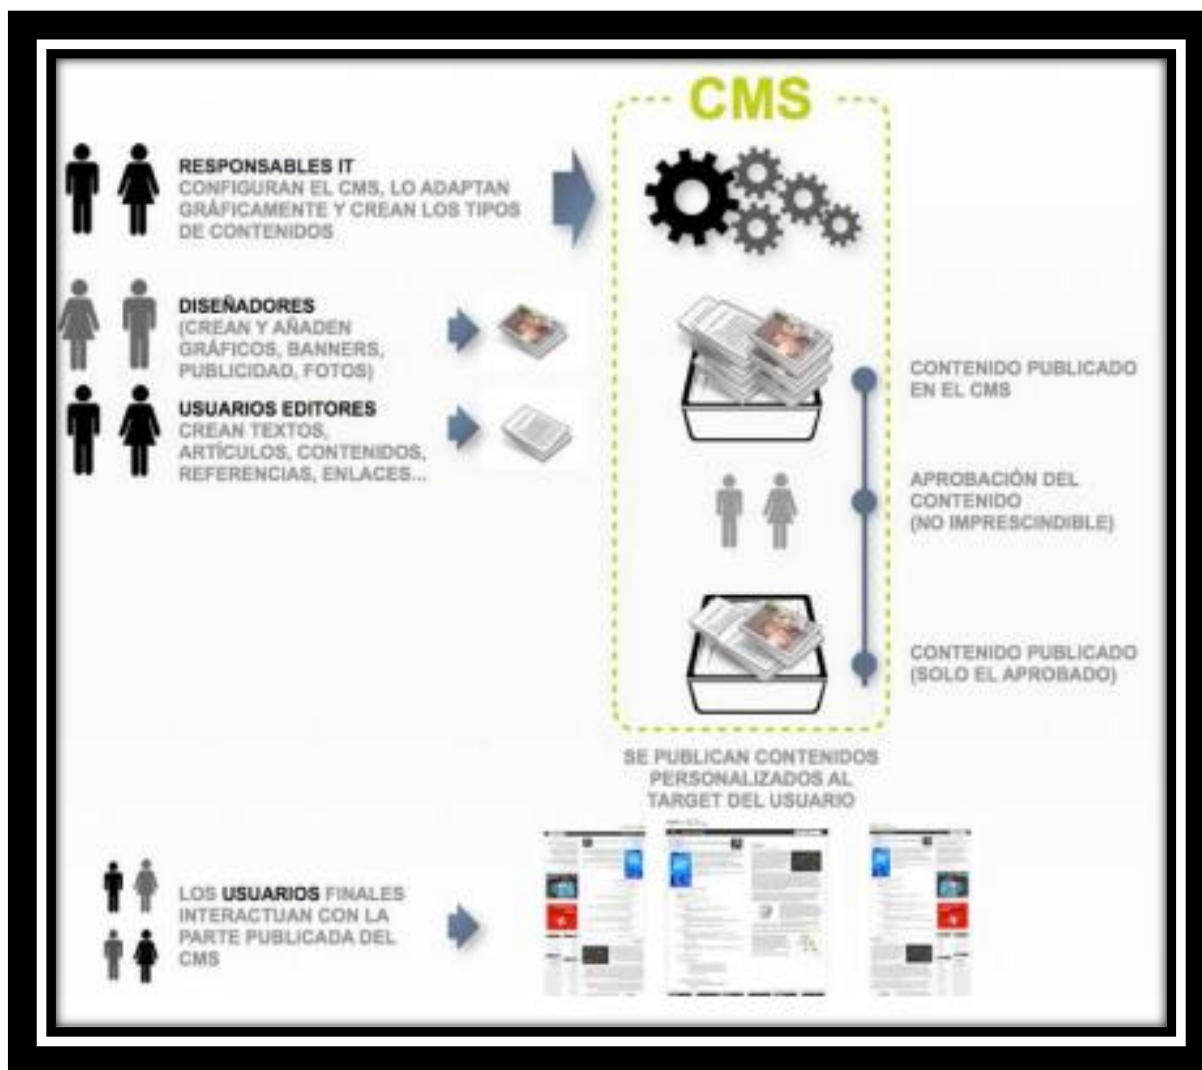 CMS
RESPONSABLES IT
CONFIGURAN EL CMS, LO ADAPTAN
GRÁFICAMENTE Y CREAN LOS TIPOS
DE CONTENIDOS
DISEÑADORES
(CREAN Y AÑADEN
GRÁFICOS, BANNERS,
PUBLICIDAD, FOTOS)
USUARIOS EDITORES
CREAN TEXTOS,
ARTÍCULOS, CONTENIDOS,
REFERENCIAS, ENLACES...
CONTENIDO PUBLICADO
EN EL CMS
APROBACIÓN DEL
CONTENIDO
(NO IMPRESCINDIBLE)
CONTENIDO PUBLICADO
(SOLO EL APROBADO)
SE PUBLICAN CONTENIDOS
PERSONALIZADOS AL
TARGET DEL USUARIO
LOS USUARIOS FINALES
INTERACTUAN CON LA
PARTE PUBLICADA DEL
CMS